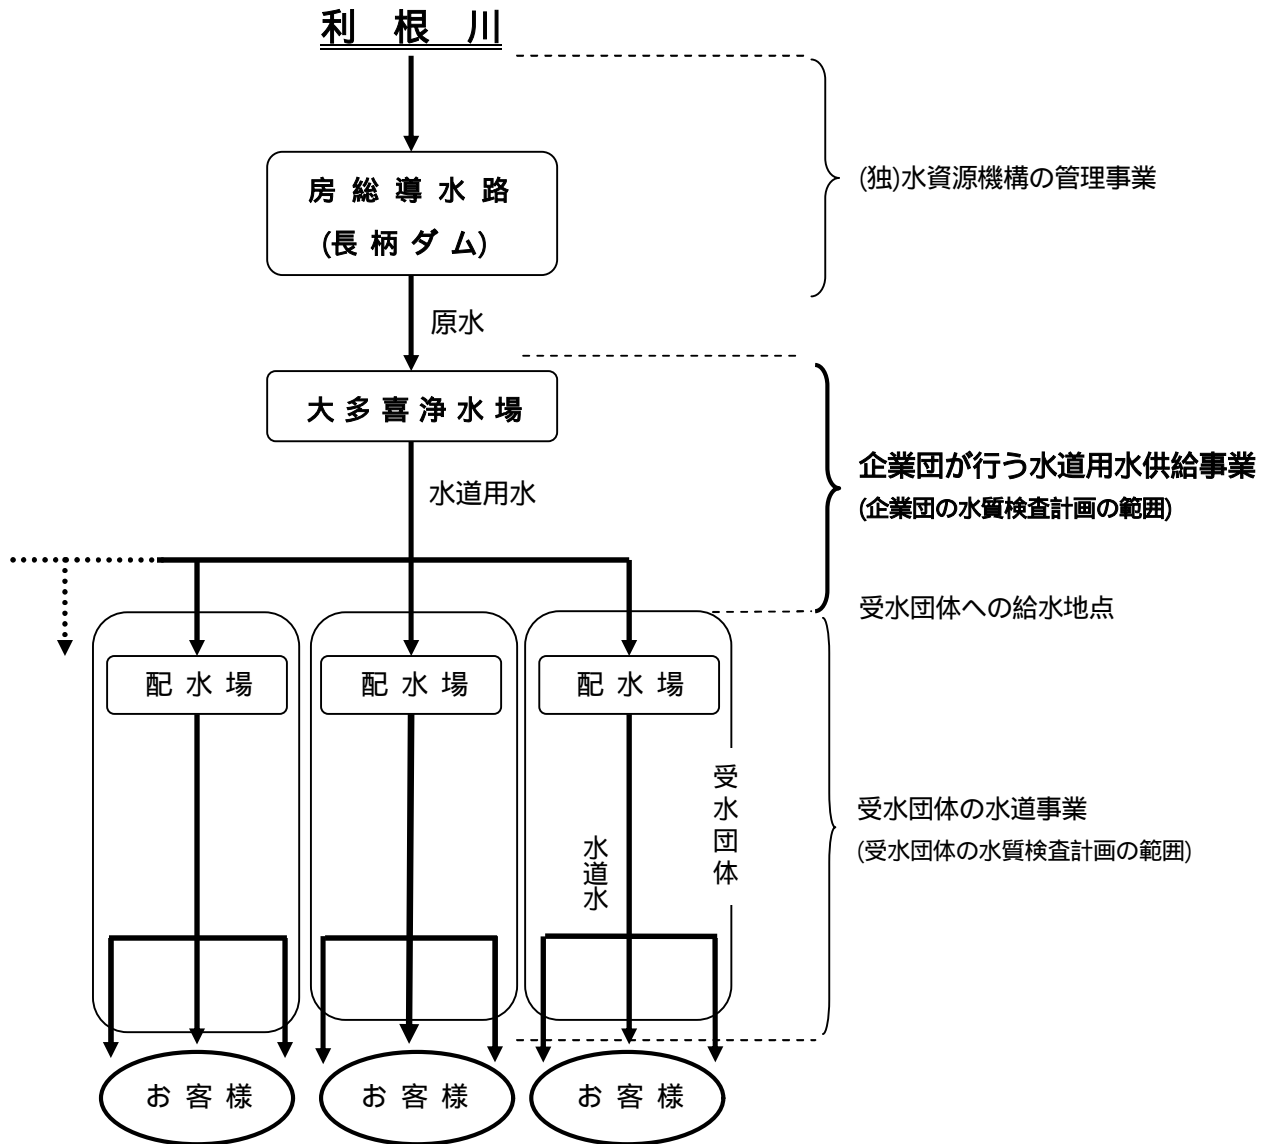 利 根 川
房 総 導 水 路
(長 柄 ダ ム)
(独)水資源機構の管理事業
原水
大 多 喜 浄 水 場
水道用水
企業団が行う水道用水供給事業
(企業団の水質検査計画の範囲)
受水団体への給水地点
配 水 場
配 水 場
配 水 場
受水団体
水道水
受水団体の水道事業
(受水団体の水質検査計画の範囲)
お 客 様
お 客 様
お 客 様